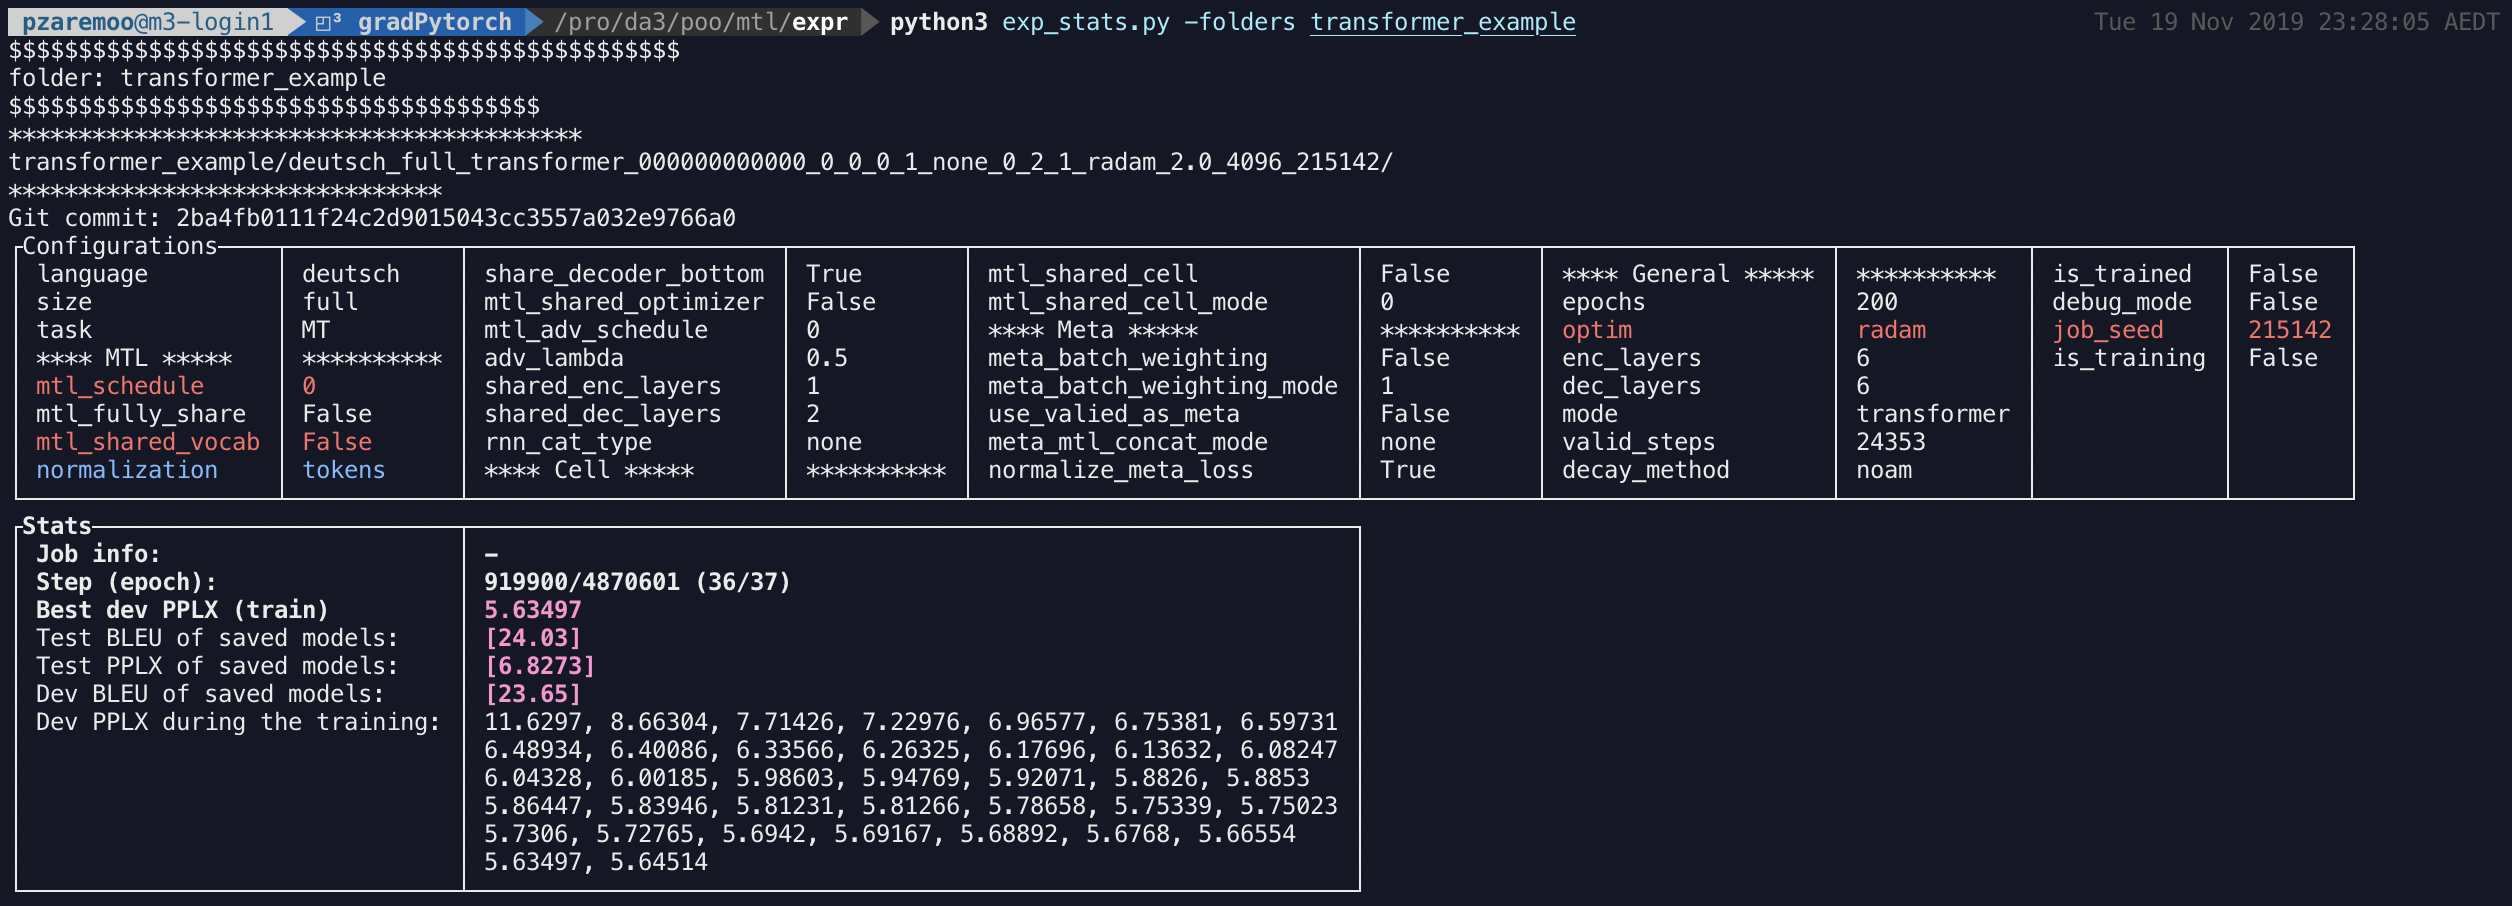 pzaremoo@m3-login1 ◰³ gradPytorch /pro/da3/poo/mtl/expr python3 exp_stats.py -folders transformer_example Tue 19 Nov 2019 23:28:05 AEDT
$$$$$$$$$$$$$$$$$$$$$$$$$$$$$$$$$$$$$$$$$$$$$$$$
folder: transformer_example
$$$$$$$$$$$$$$$$$$$$$$$$$$$$$$$$$$$$$$
*****************************************
transformer_example/deutsch_full_transformer_000000000000_0_0_0_1_none_0_2_1_radam_2.0_4096_215142/
*******************************
Git commit: 2ba4fb0111f24c2d9015043cc3557a032e9766a0
Configurations
language deutsch share_decoder_bottom True mtl_shared_cell False **** General ***** ********** is_trained False
size full mtl_shared_optimizer False mtl_shared_cell_mode 0 epochs 200 debug_mode False
task MT mtl_adv_schedule 0 **** Meta ***** ********** optim radam job_seed 215142
**** MTL ***** ********** adv_lambda 0.5 meta_batch_weighting False enc_layers 6 is_training False
mtl_schedule 0 shared_enc_layers 1 meta_batch_weighting_mode 1 dec_layers 6
mtl_fully_share False shared_dec_layers 2 use_valied_as_meta False mode transformer
mtl_shared_vocab False rnn_cat_type none meta_mtl_concat_mode none valid_steps 24353
normalization tokens **** Cell ***** ********** normalize_meta_loss True decay_method noam
Stats
Job info: –
Step (epoch): 919900/4870601 (36/37)
Best dev PPLX (train) 5.63497
Test BLEU of saved models: [24.03]
Test PPLX of saved models: [6.8273]
Dev BLEU of saved models: [23.65]
Dev PPLX during the training: 11.6297, 8.66304, 7.71426, 7.22976, 6.96577, 6.75381, 6.59731
6.48934, 6.40086, 6.33566, 6.26325, 6.17696, 6.13632, 6.08247
6.04328, 6.00185, 5.98603, 5.94769, 5.92071, 5.8826, 5.8853
5.86447, 5.83946, 5.81231, 5.81266, 5.78658, 5.75339, 5.75023
5.7306, 5.72765, 5.6942, 5.69167, 5.68892, 5.6768, 5.66554
5.63497, 5.64514